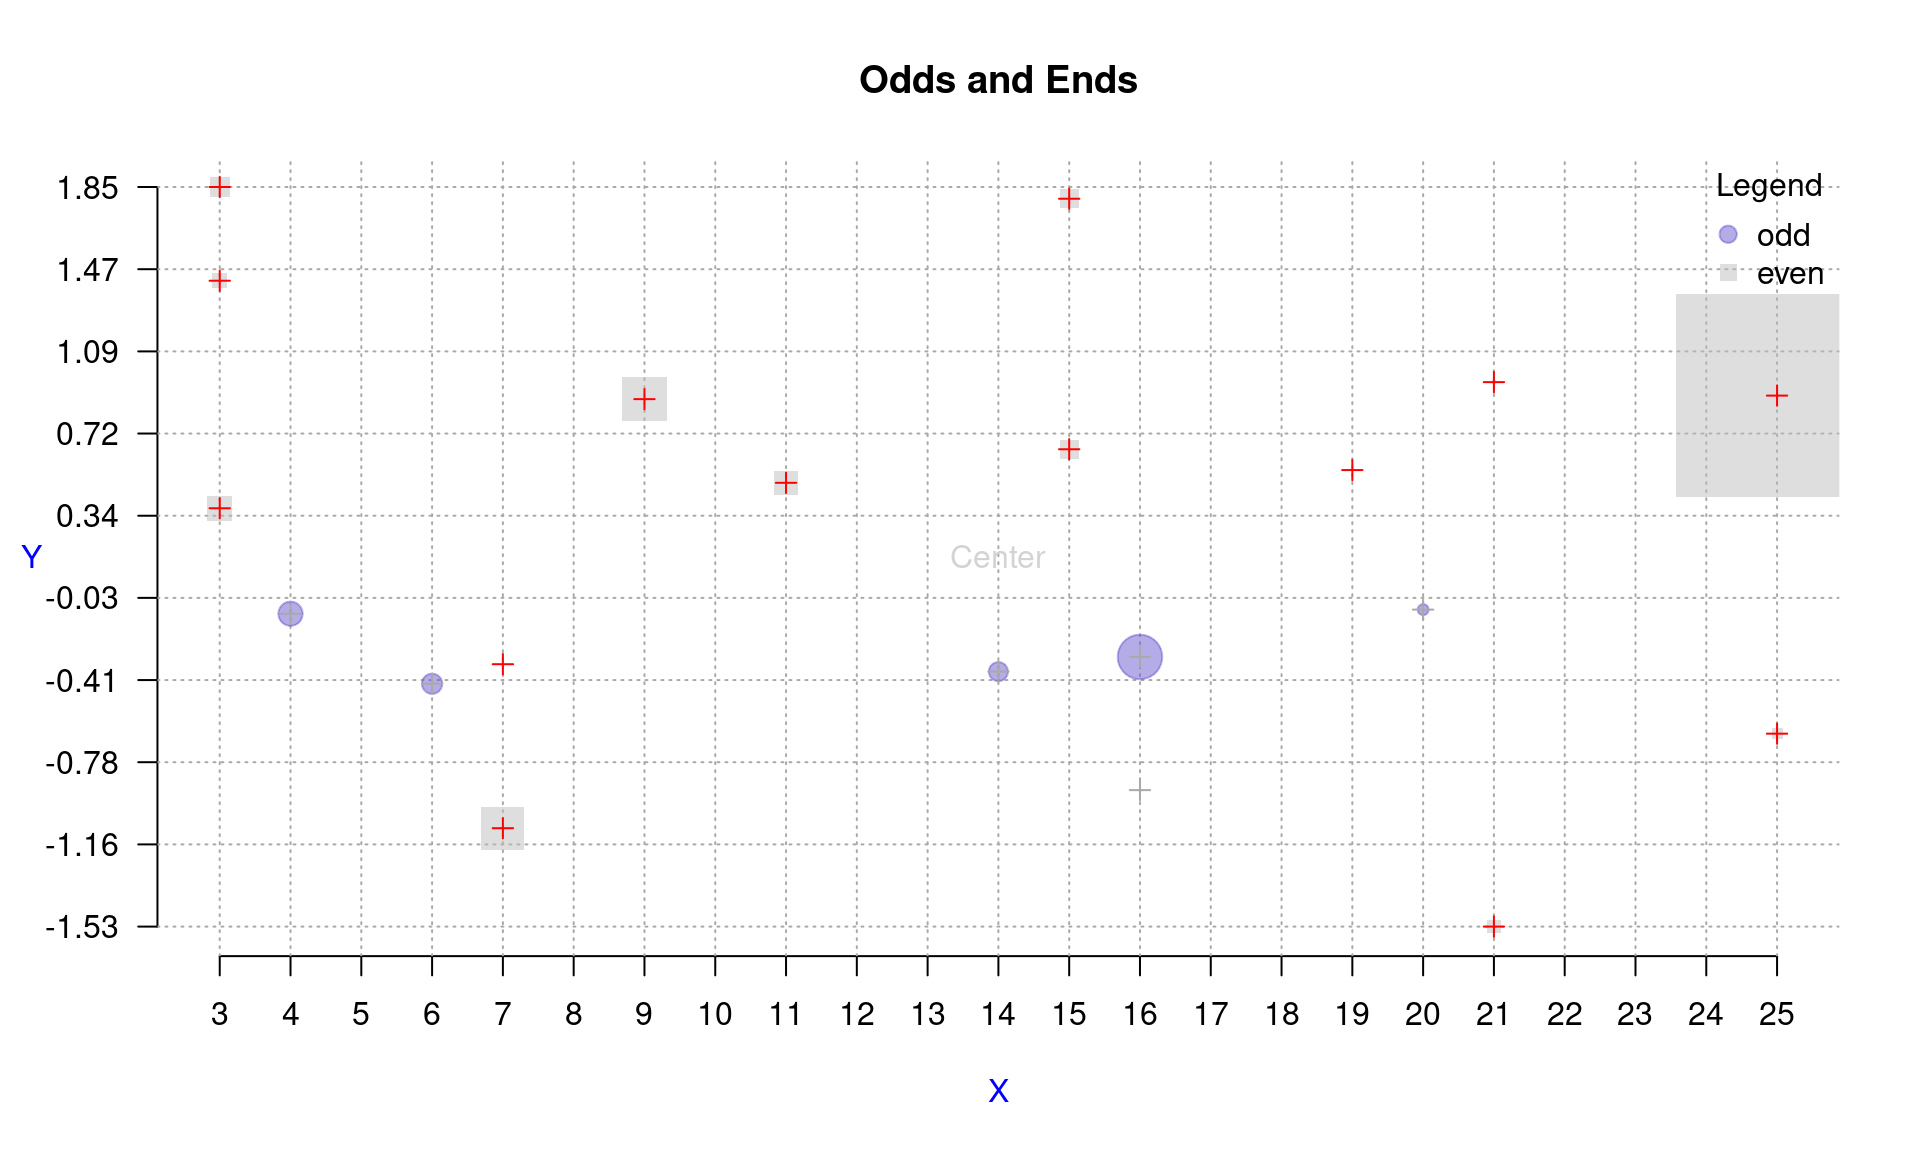 Odds and Ends
Legend
odd
even
1.85
1.47
1.09
0.72
0.34
Y
Center
-0.03
-0.41
-0.78
-1.16
-1.53
3 4 5 6 7 8 9 10 11 12 13 14 15 16 17 18 19 20 21 22 23 24 25
X